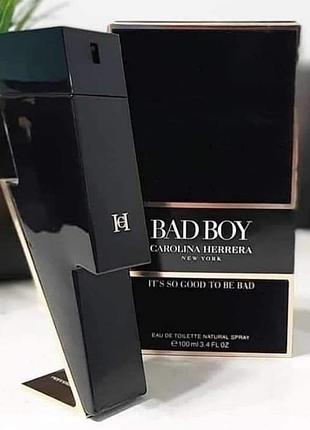 CH
BAD BOY
CAROLINA HERRERA
NEW YORK
IT'S SO GOOD TO BE BAD
EAU DE TOILETTE NATURAL SPRAY
℮100ml 3.4 FL OZ